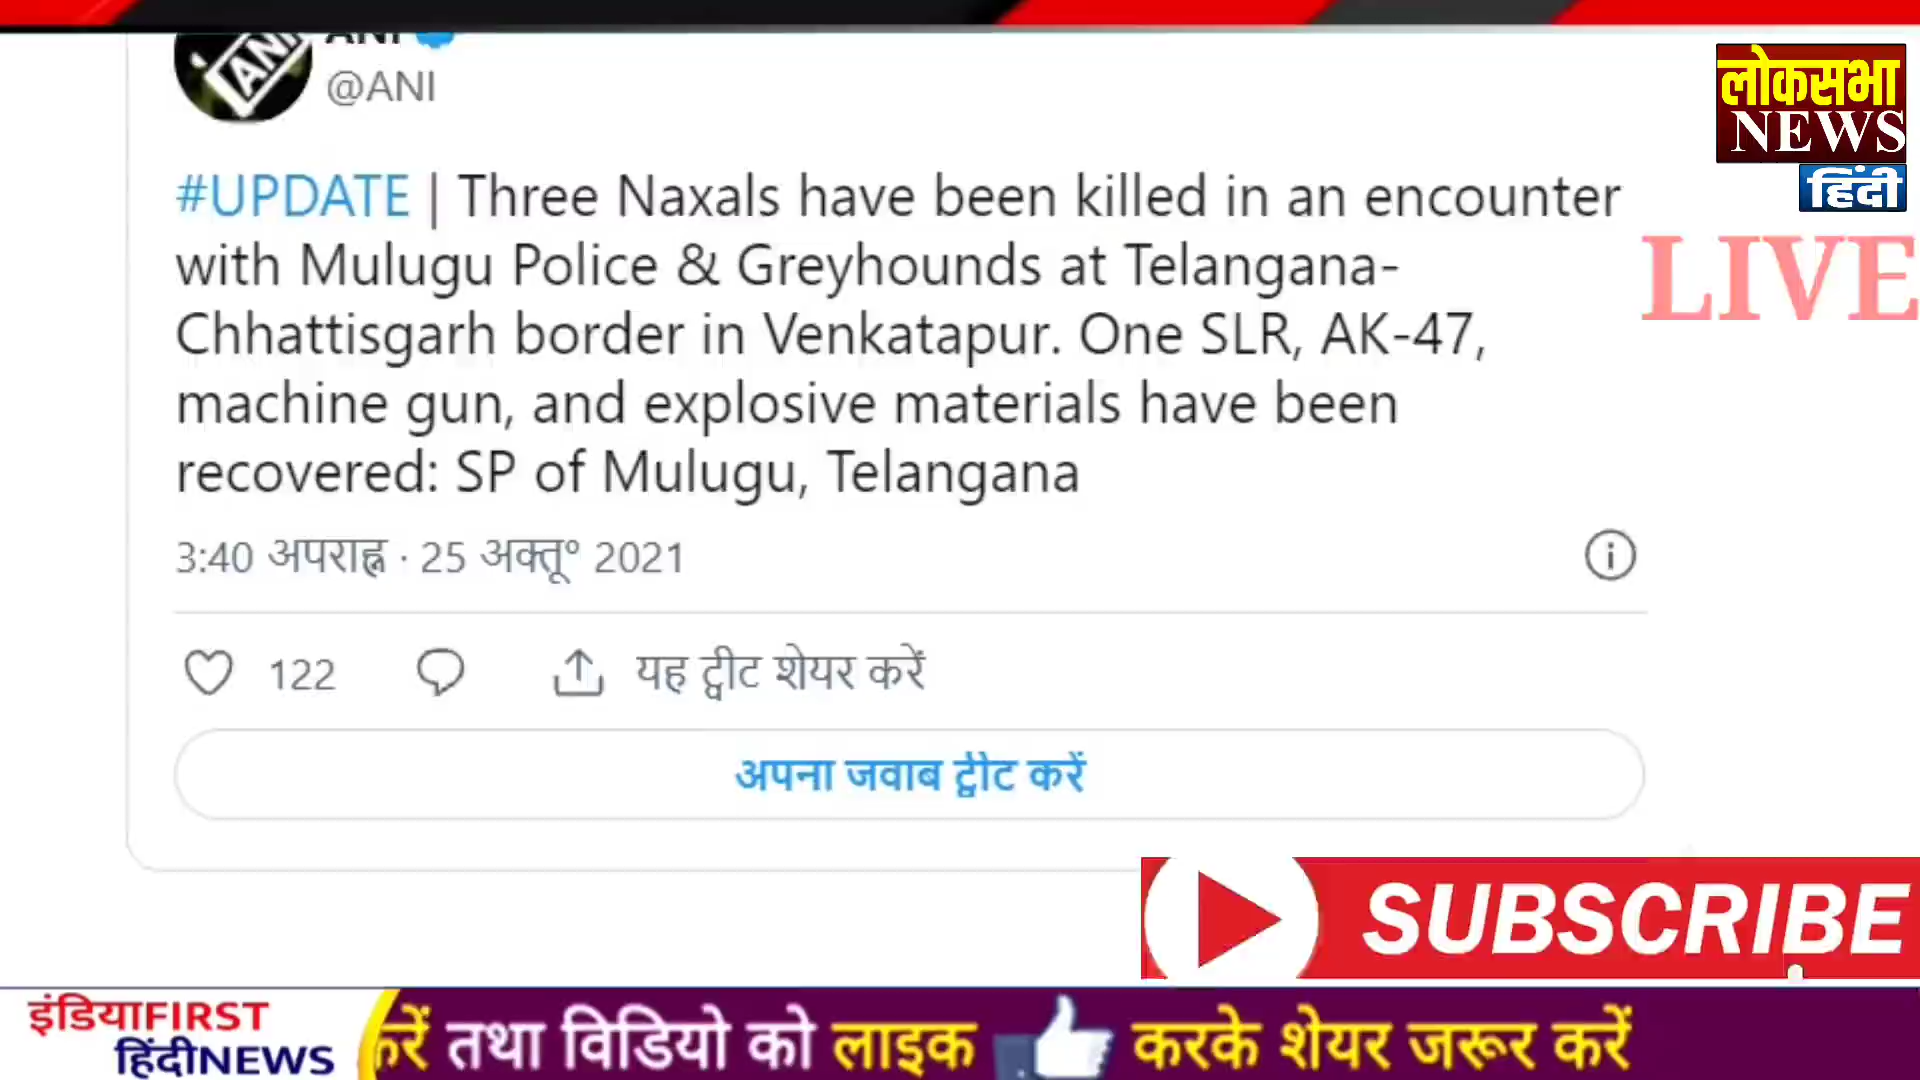 ANI
@ANI
लोकसभा
NEWS
हिंदी
LIVE
#UPDATE | Three Naxals have been killed in an encounter
with Mulugu Police & Greyhounds at Telangana-
Chhattisgarh border in Venkatapur. One SLR, AK-47,
machine gun, and explosive materials have been
recovered: SP of Mulugu, Telangana
3:40 अपराह्न · 25 अक्तू॰ 2021
122 यह ट्वीट शेयर करें
अपना जवाब ट्वीट करें
SUBSCRIBE
इंडियाFIRST
हिंदीNEWS
करें तथा विडियो को लाइक करके शेयर जरूर करें